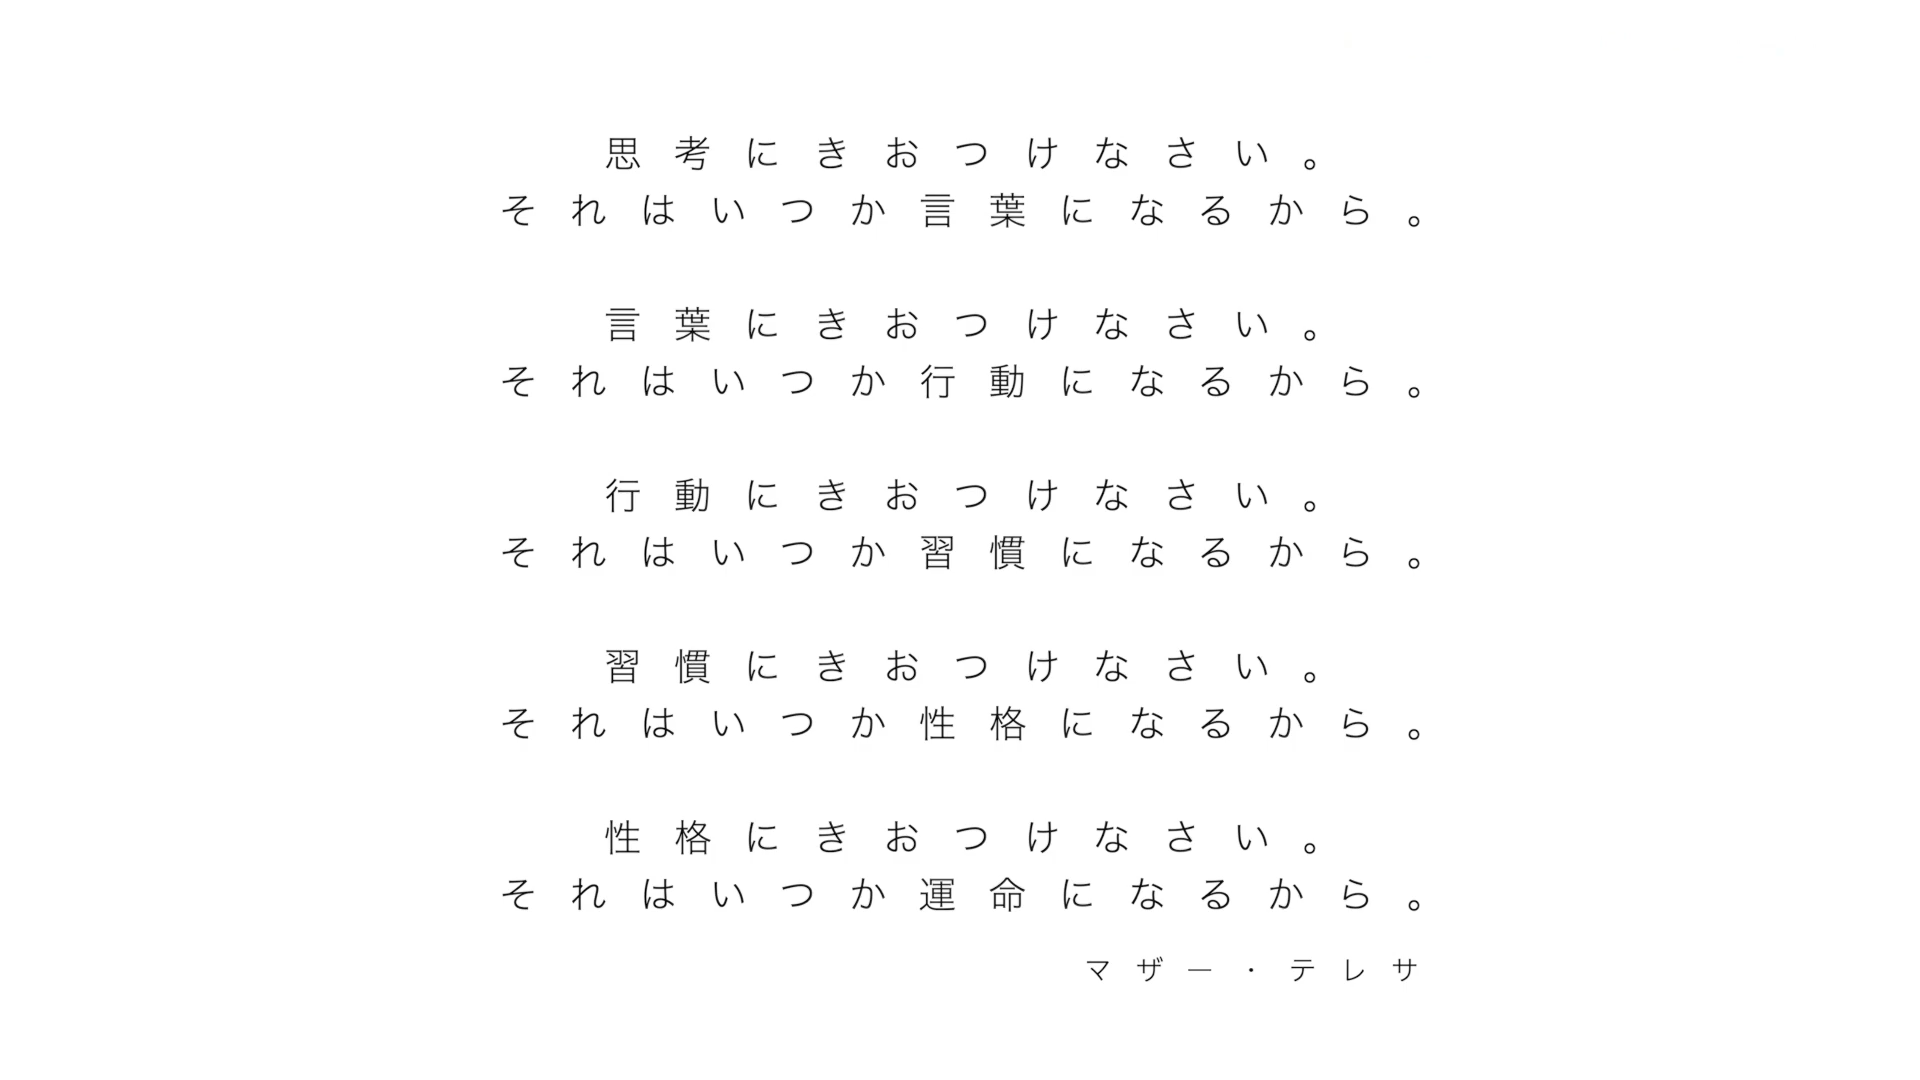 思考にきおつけなさい。
それはいつか言葉になるから。
言葉にきおつけなさい。
それはいつか行動になるから。
行動にきおつけなさい。
それはいつか習慣になるから。
習慣にきおつけなさい。
それはいつか性格になるから。
性格にきおつけなさい。
それはいつか運命になるから。
マザー・テレサ